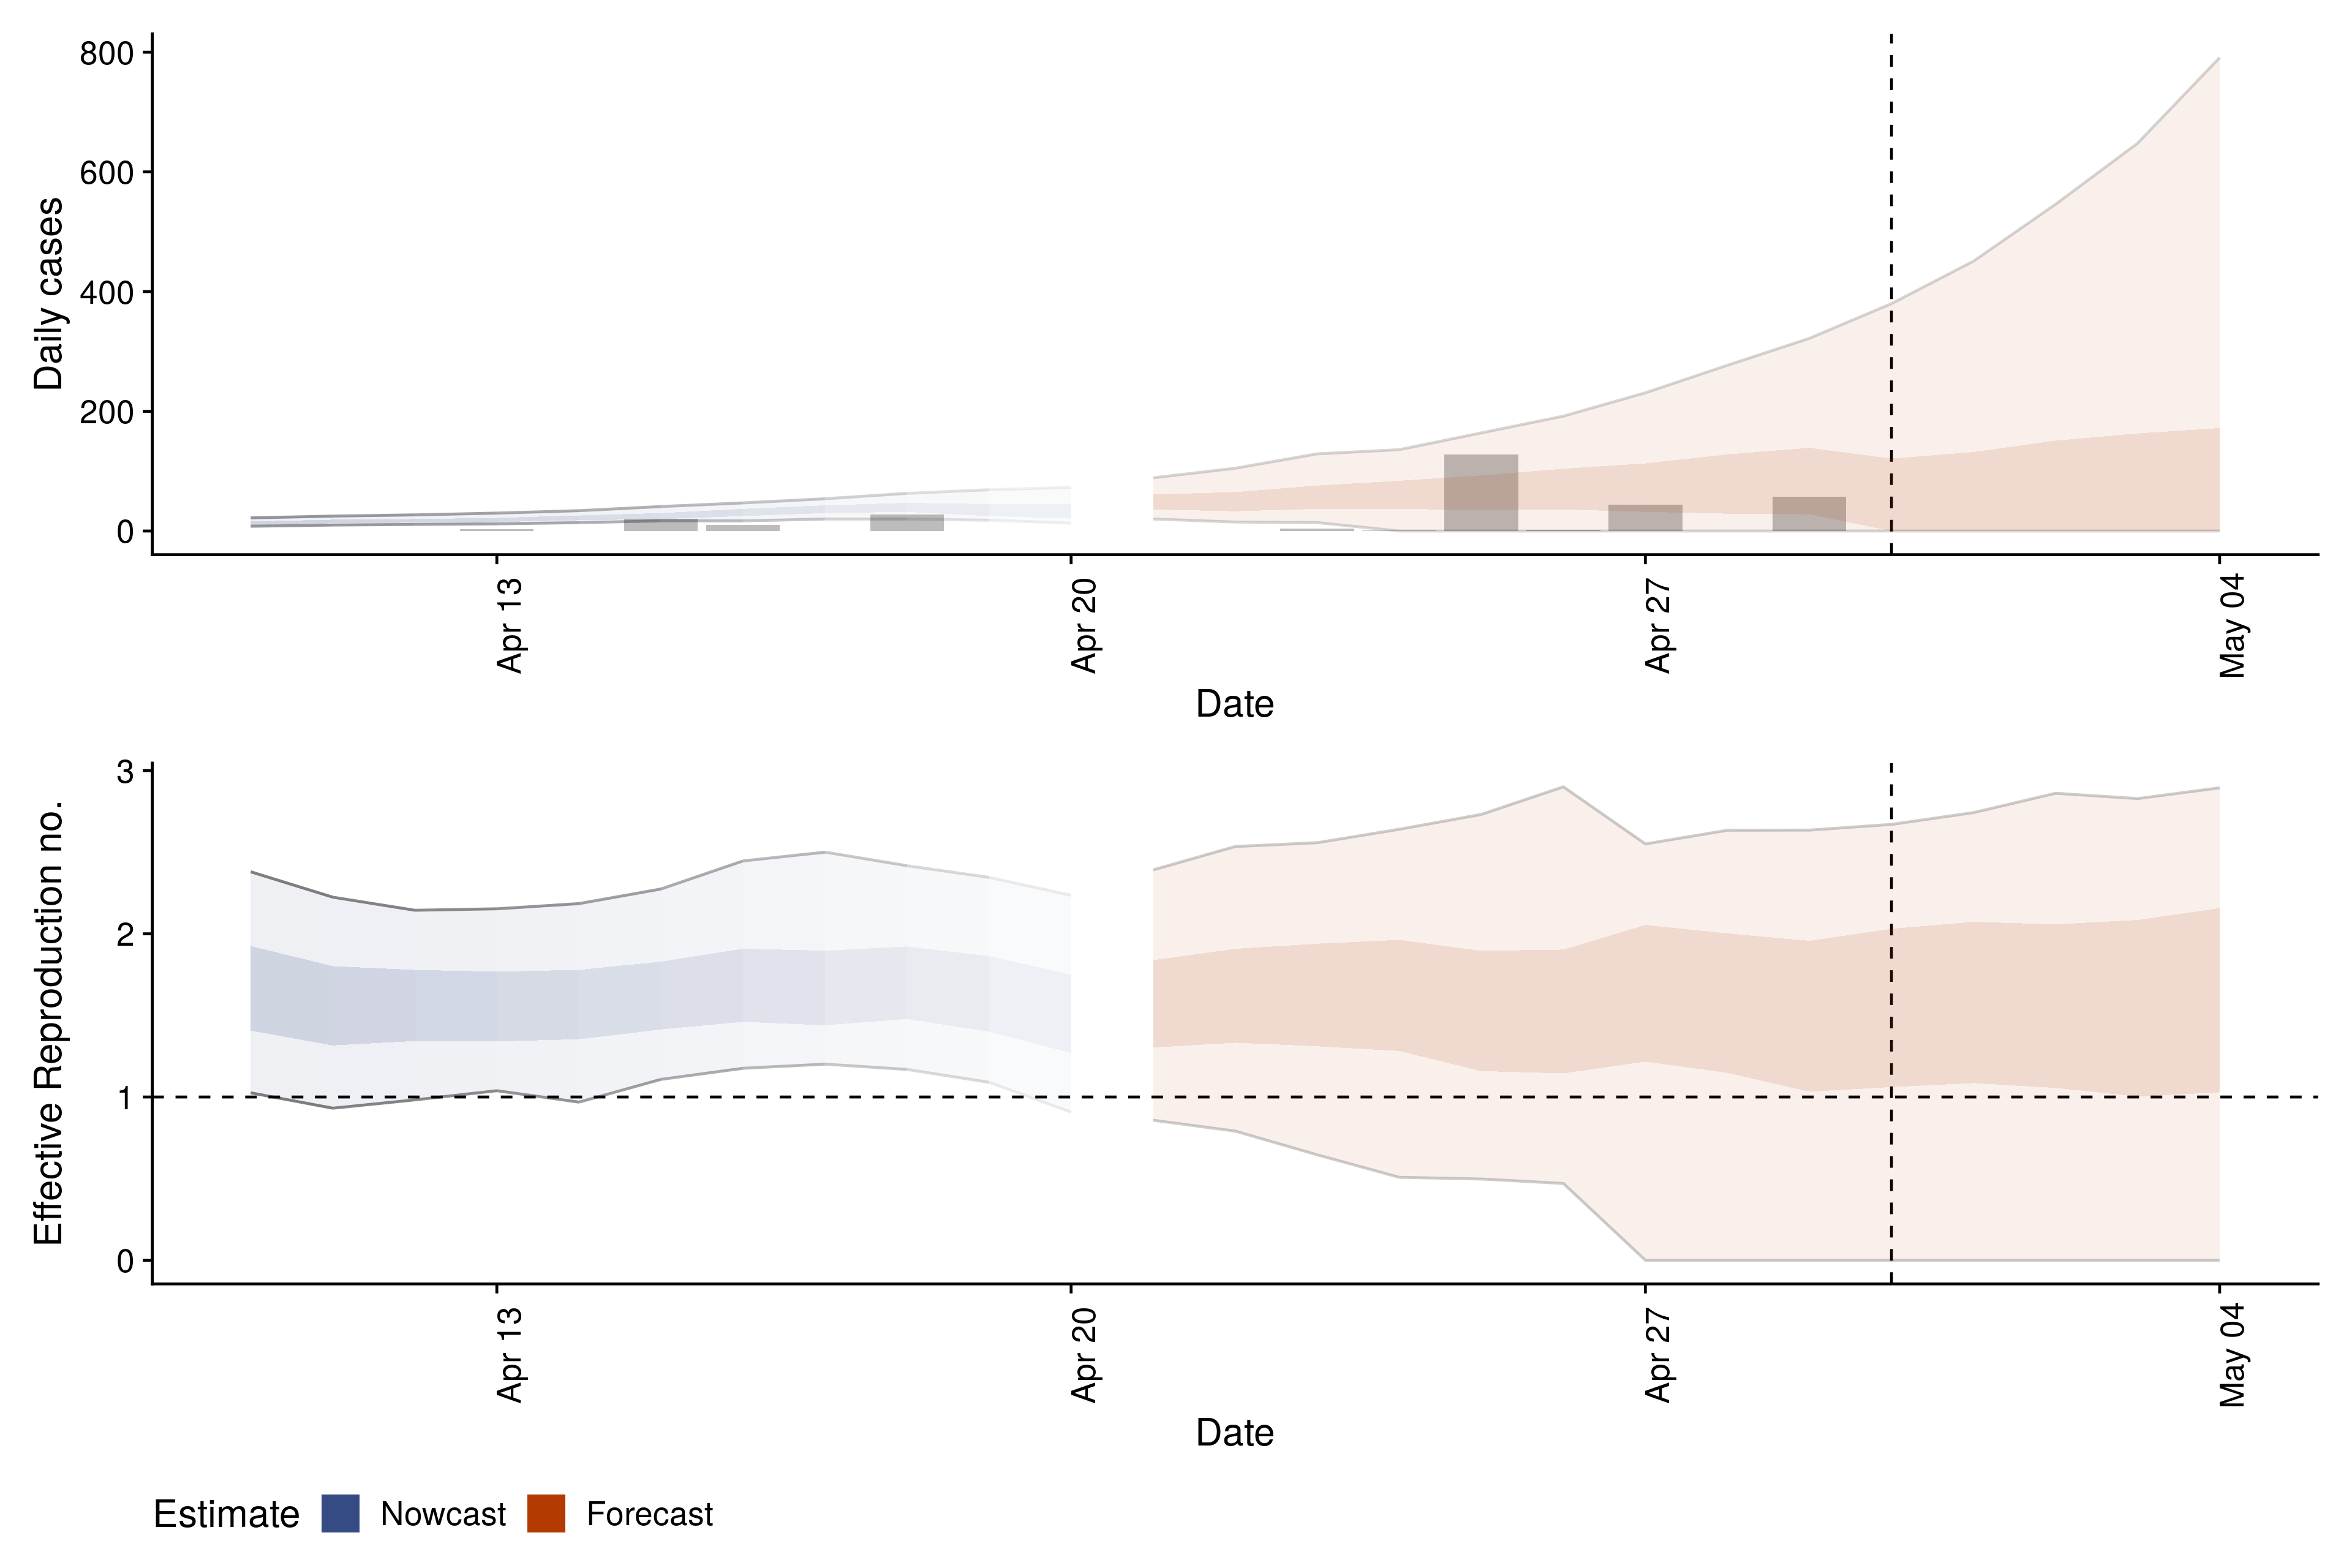 800
600
400
200
0
Daily cases
Apr 13
Apr 20
Apr 27
May 04
Date
3
2
1
0
Effective Reproduction no.
Apr 13
Apr 20
Apr 27
May 04
Date
Estimate Nowcast Forecast